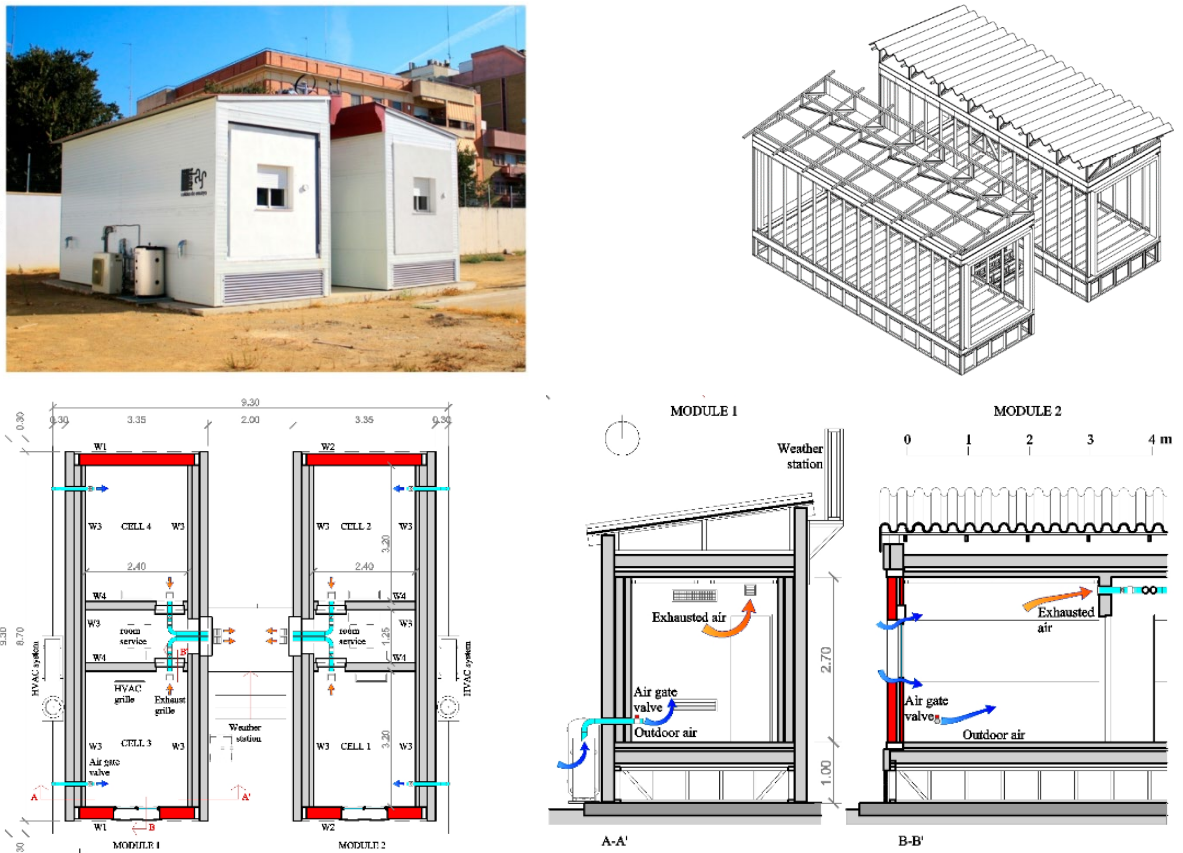 9.30
0.30
3.35
2.00
3.35
0.30
0.30
W1
W2
W3
CELL 4
W3
W3
CELL 2
W3
3.20
2.40
2.40
W4
W4
W3
room
service
room
service
W3
1.25
9.30
8.70
W4
W4
B'
HVAC system
HVAC
grille
Exhaust
grille
HVAC system
Weather
station
3.20
W3
CELL 3
W3
W3
CELL 1
W3
Air gate
valve
A
A'
W1
B
W2
0.30
MODULE 1
MODULE 2
MODULE 1
MODULE 2
Weather
station
0
1
2
3
4 m
Exhausted air
Exhausted
air
2.70
Air gate
valve
Outdoor air
Air gate
valve
Outdoor air
1.00
A-A'
B-B'